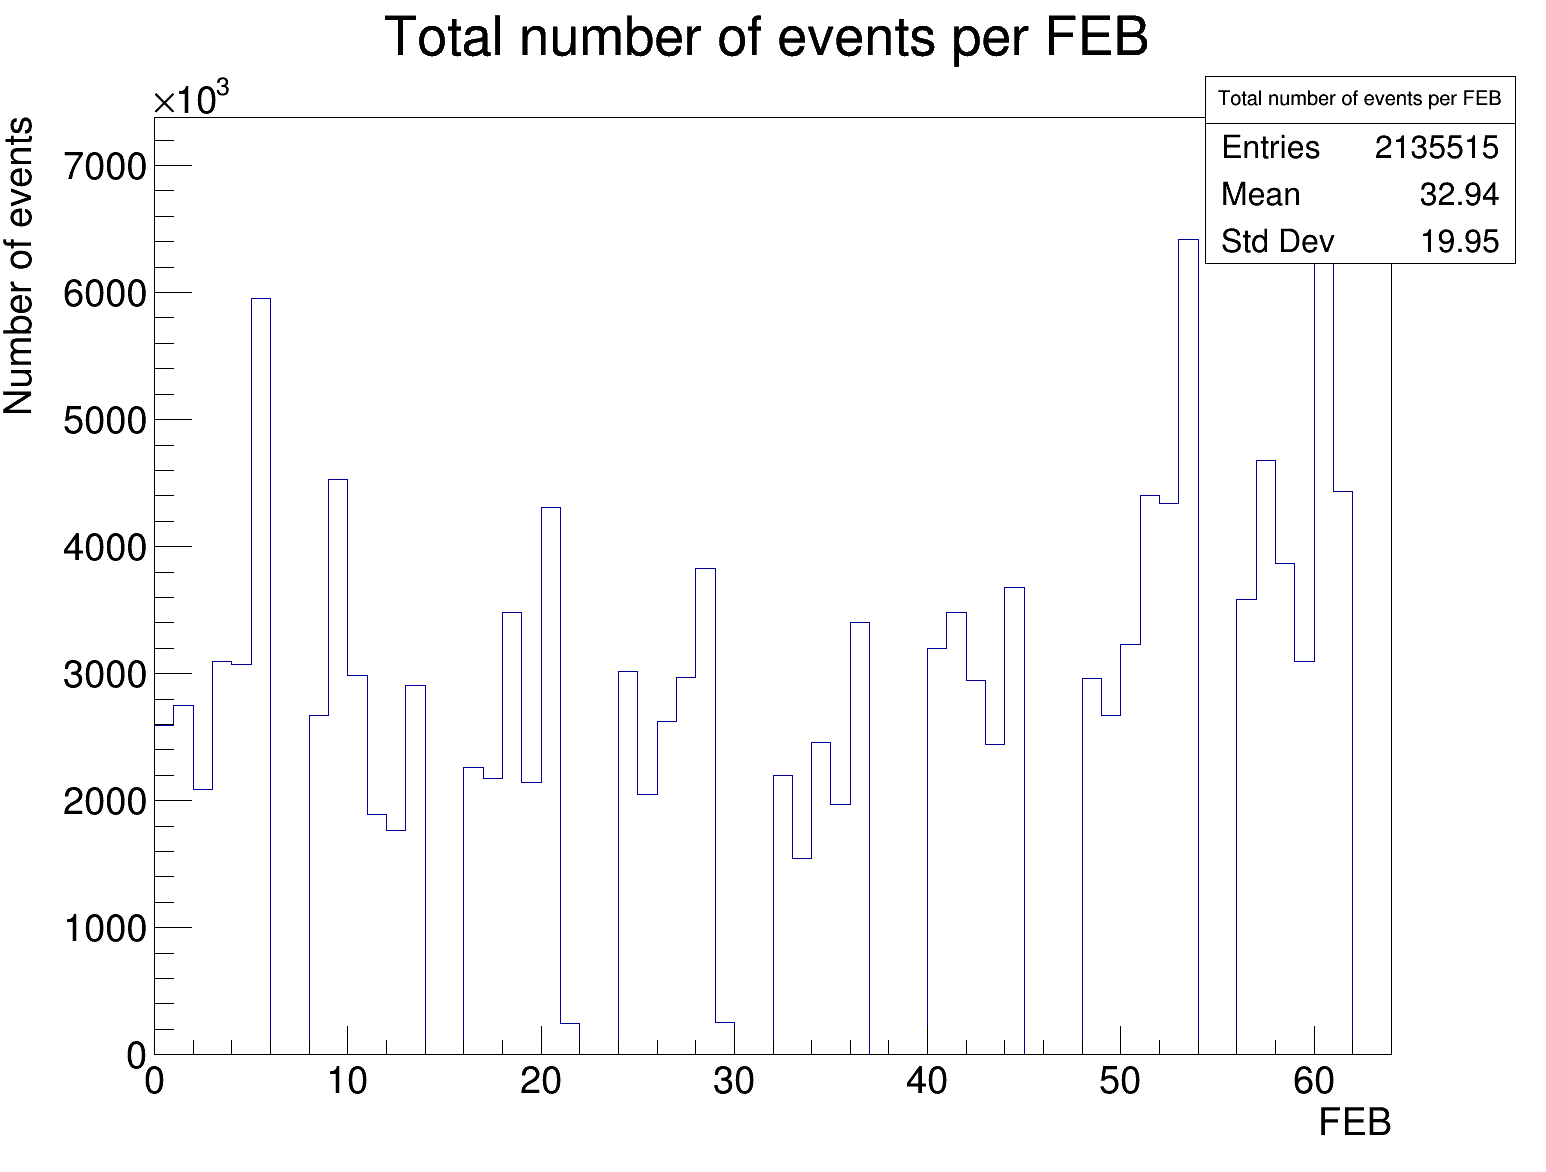 Total number of events per FEB
×10³
Total number of events per FEB
Entries 2135515
Mean 32.94
Std Dev 19.95
Number of events
7000
6000
5000
4000
3000
2000
1000
0
0 10 20 30 40 50 60
FEB